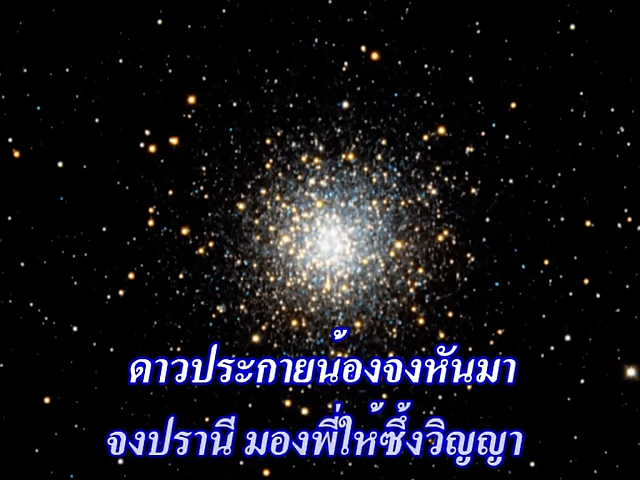 ดาวประกายน้องจงหันมา
จงปรานี มองพี่ให้ซึ้งวิญญา